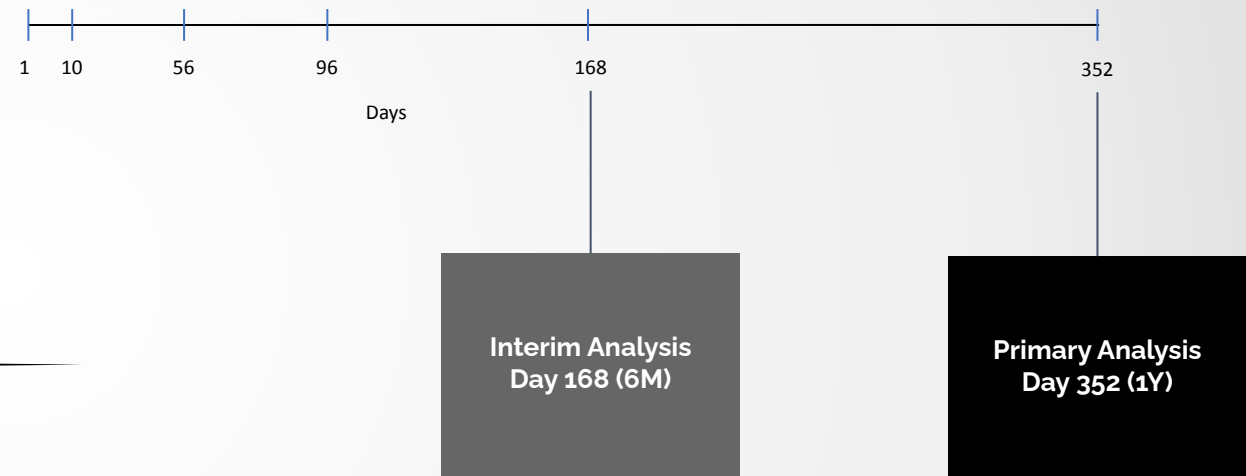 1 10 56 96 168 352
Days
Interim Analysis
Day 168 (6M)
Primary Analysis
Day 352 (1Y)